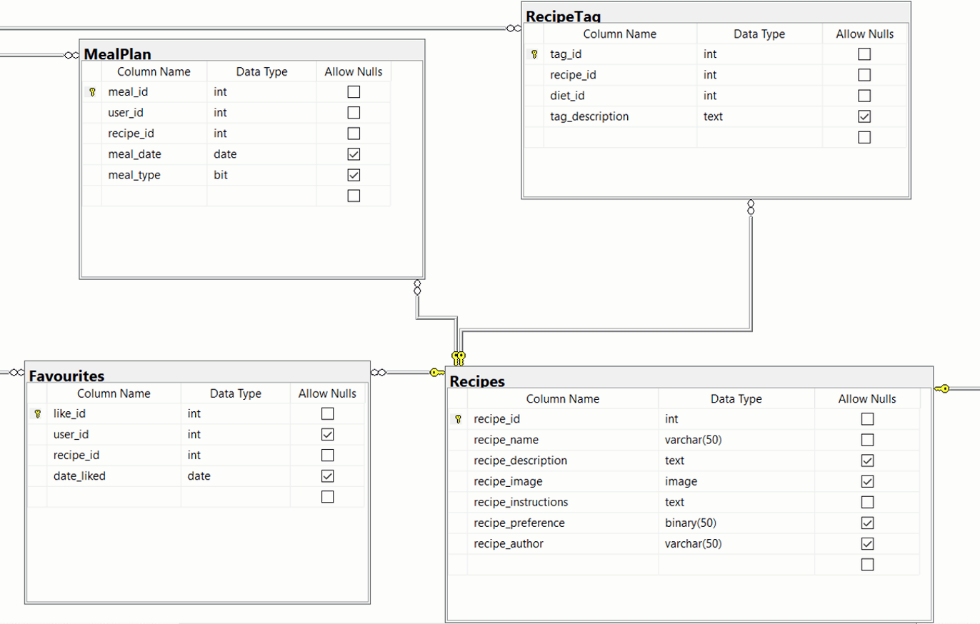 RecipeTag
Column Name Data Type Allow Nulls
tag_id int
recipe_id int
diet_id int
tag_description text
MealPlan
Column Name Data Type Allow Nulls
meal_id int
user_id int
recipe_id int
meal_date date
meal_type bit
Favourites
Column Name Data Type Allow Nulls
like_id int
user_id int
recipe_id int
date_liked date
Recipes
Column Name Data Type Allow Nulls
recipe_id int
recipe_name varchar(50)
recipe_description text
recipe_image image
recipe_instructions text
recipe_preference binary(50)
recipe_author varchar(50)